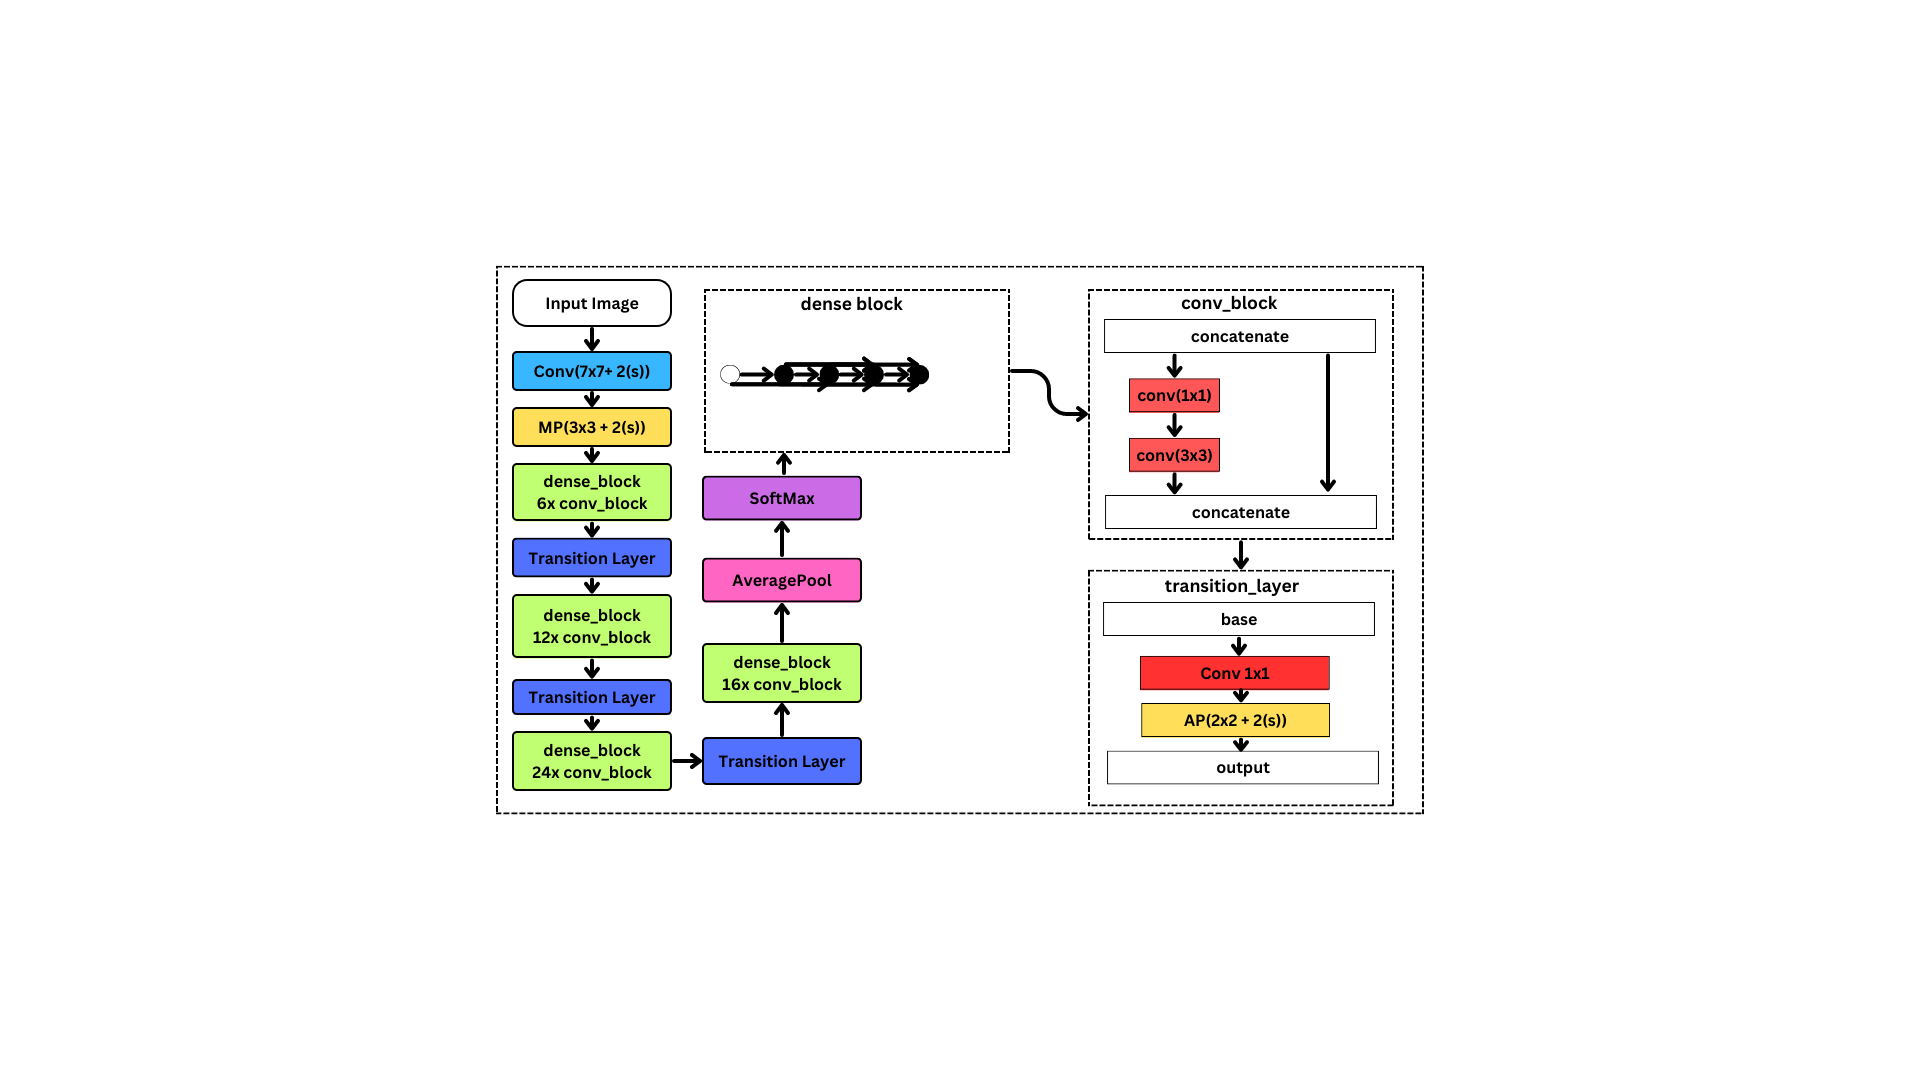 Input Image
Conv(7x7+ 2(s))
MP(3x3 + 2(s))
dense_block
6x conv_block
Transition Layer
dense_block
12x conv_block
Transition Layer
dense_block
24x conv_block
Transition Layer
dense_block
16x conv_block
AveragePool
SoftMax
dense block
conv_block
concatenate
conv(1x1)
conv(3x3)
concatenate
transition_layer
base
Conv 1x1
AP(2x2 + 2(s))
output